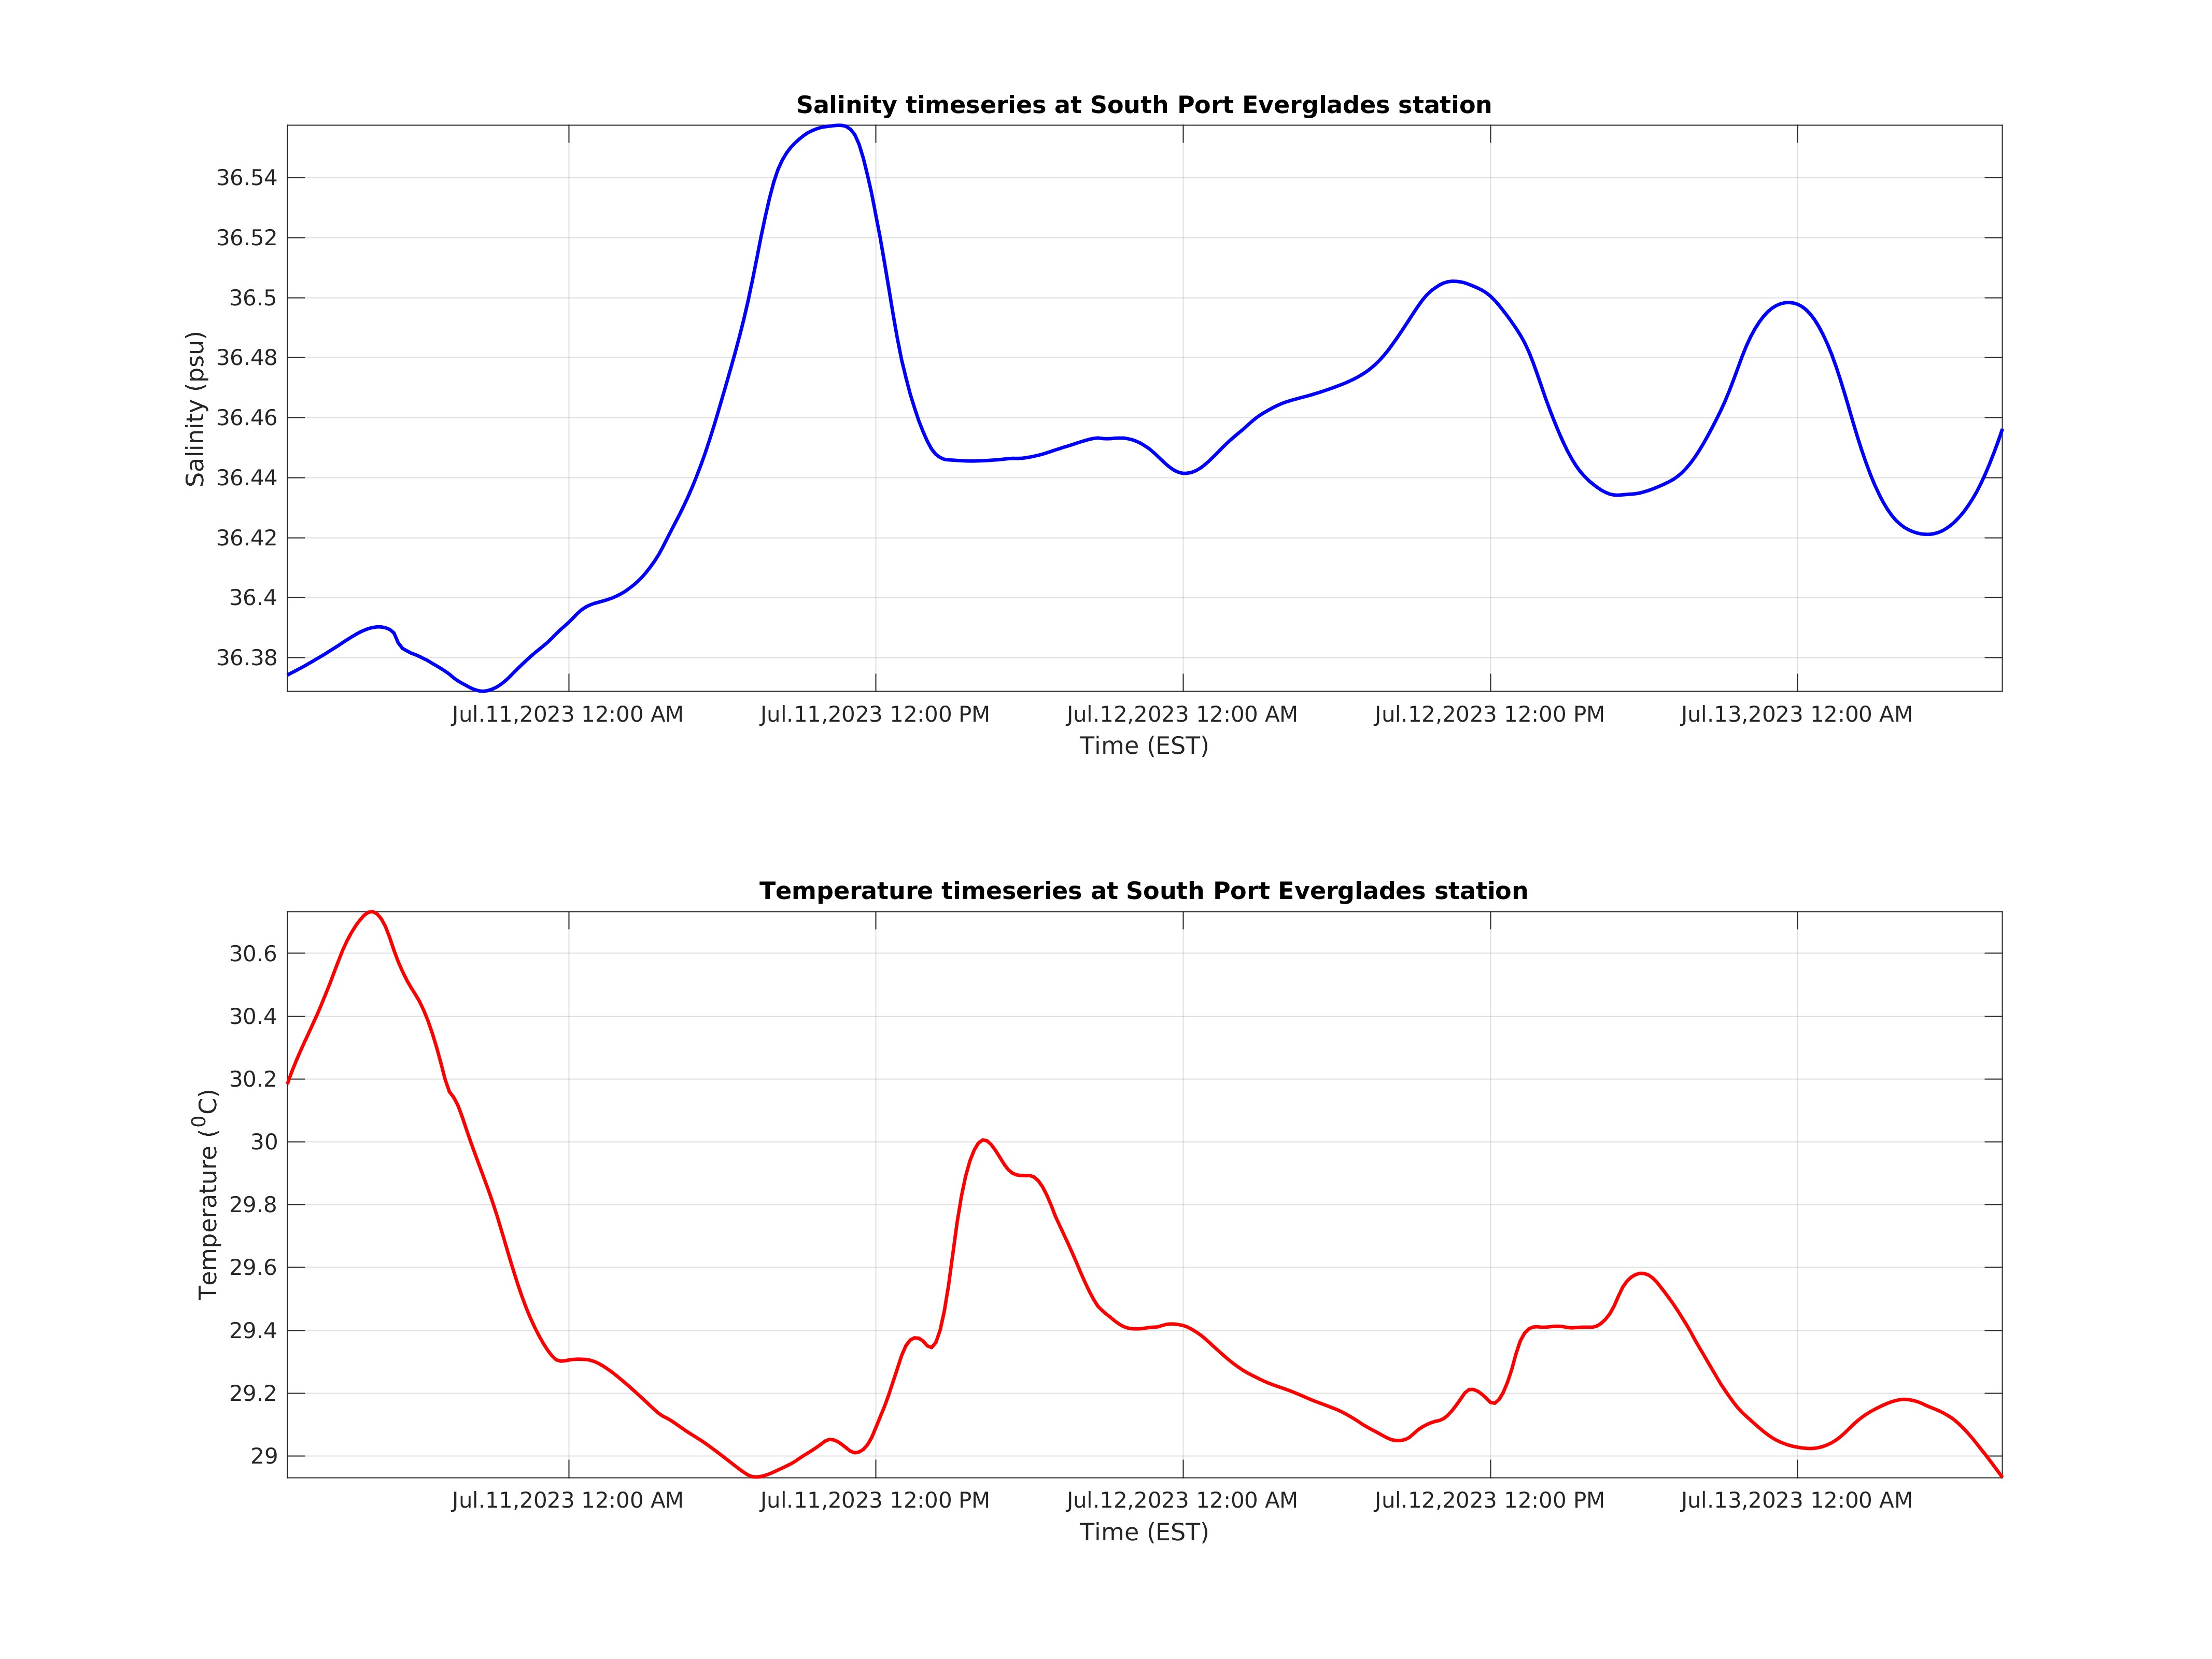 Salinity timeseries at South Port Everglades station
Salinity (psu)
36.54
36.52
36.5
36.48
36.46
36.44
36.42
36.4
36.38
Jul.11,2023 12:00 AM Jul.11,2023 12:00 PM Jul.12,2023 12:00 AM Jul.12,2023 12:00 PM Jul.13,2023 12:00 AM
Time (EST)
Temperature timeseries at South Port Everglades station
Temperature (⁰C)
30.6
30.4
30.2
30
29.8
29.6
29.4
29.2
29
Jul.11,2023 12:00 AM Jul.11,2023 12:00 PM Jul.12,2023 12:00 AM Jul.12,2023 12:00 PM Jul.13,2023 12:00 AM
Time (EST)